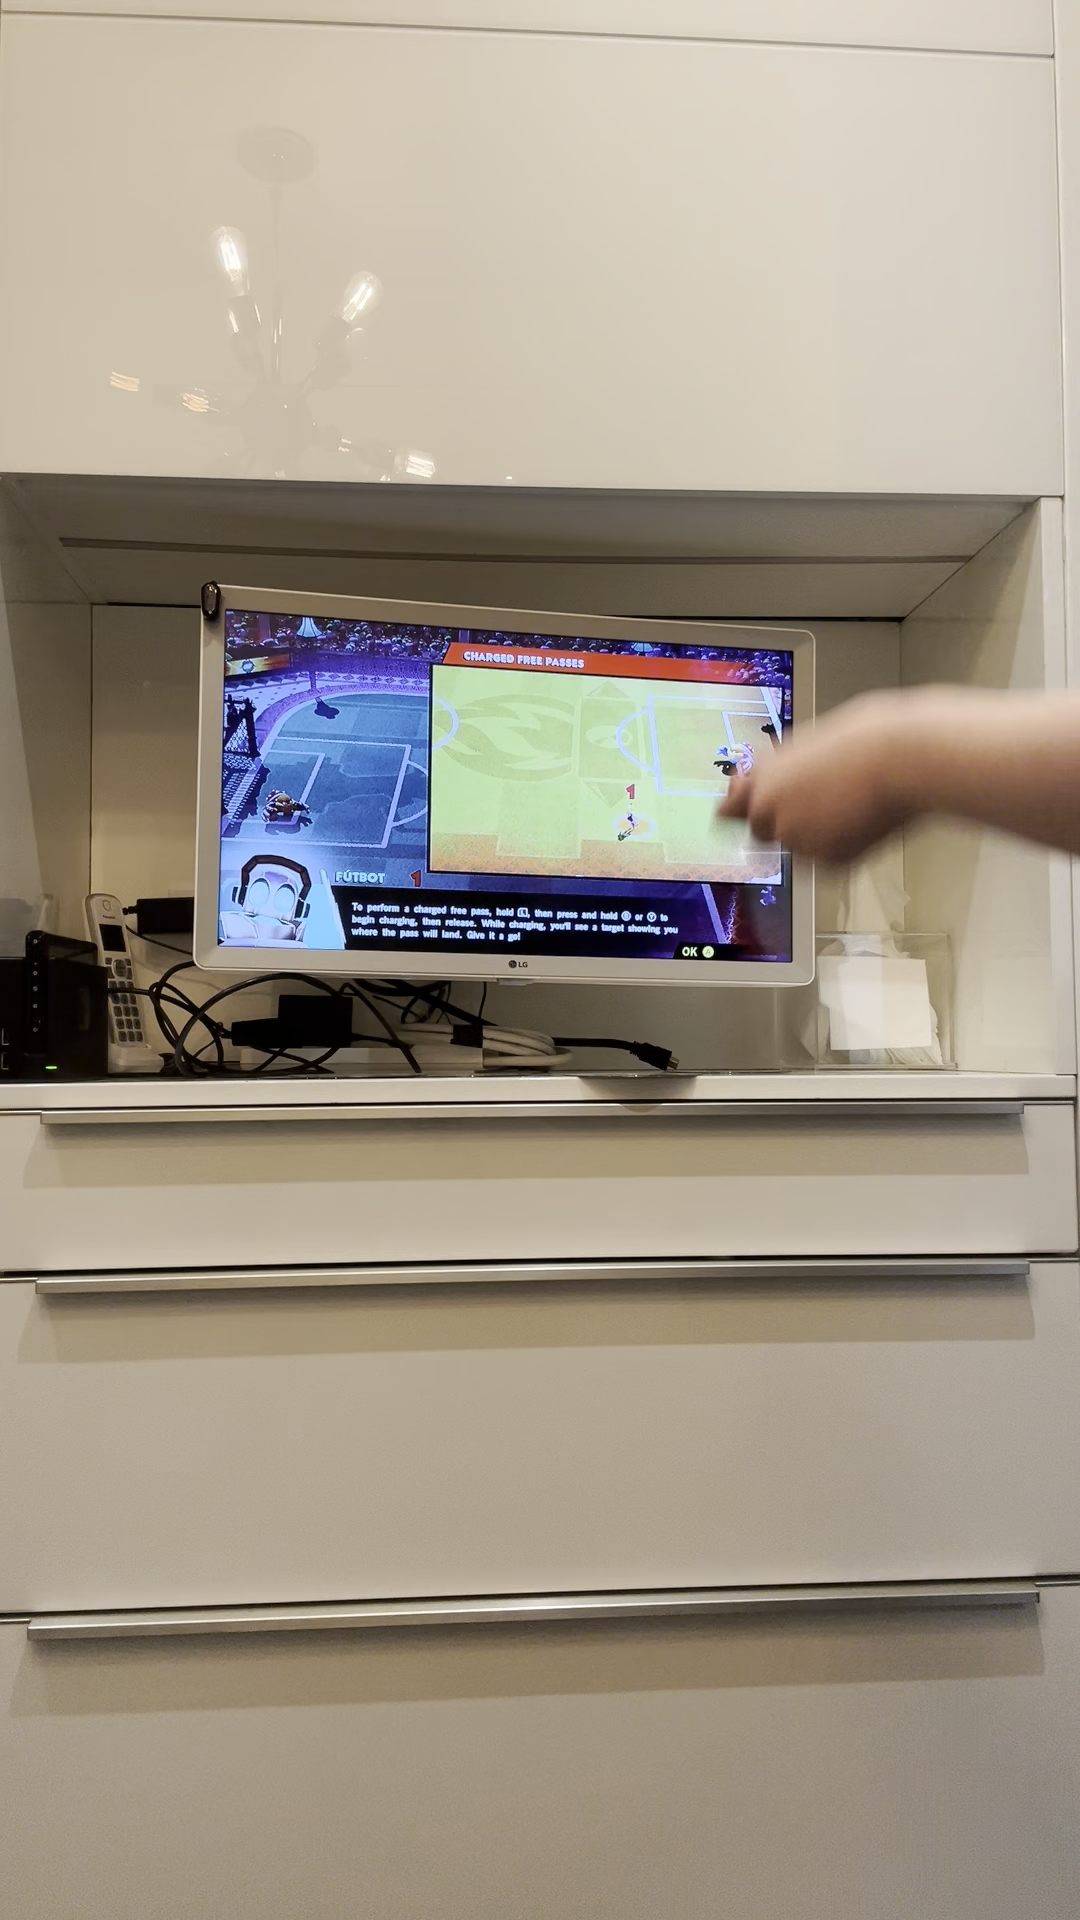 CHARGED FREE PASSES
1
FÚTBOT 1
To perform a charged free pass, hold L, then press and hold B or Y to
begin charging, then release. While charging, you'll see a target showing you
where the pass will land. Give it a go!
OK A
LG